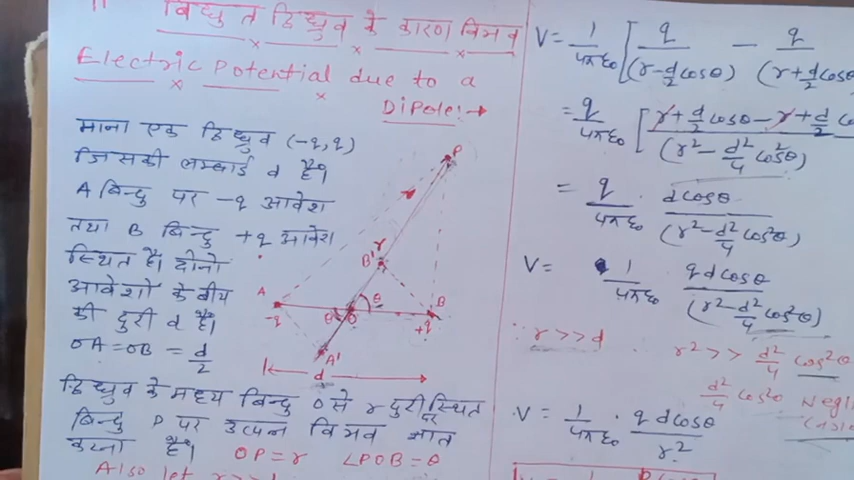 विधुत द्विध्रुव के कारण विभव
Electric Potential due to a
DiPole:→
माना एक द्विध्रुव (-q, q)
जिसकी लम्बाई d है।
A बिन्दु पर -q आवेश
तथा B बिन्दु +q आवेश
स्थित है। दोनो
आवेशों के बीच
की दुरी d है।
OA = OB = d/2
द्विध्रुव के मध्य बिन्दु O से r दुरी पर स्थित
बिन्दु P पर उत्पन्न विभव ज्ञात
करना है।
OP = r ∠POB = θ
Also let r >>
P
r
B'
A
-q
θ
O
θ
B
+q
A'
d
V = 1/4πε₀ [ q/(r-d/2 cosθ) - q/(r+d/2 cosθ
= q/4πε₀ [ r+d/2 cosθ - r+d/2 co / (r² - d²/4 cos²θ)
= q/4πε₀ · d cosθ/(r² - d²/4 cos²θ)
V = 1/4πε₀ q d cosθ/(r² - d²/4 cos²θ)
∵ r >> d r² >> d²/4 cos²θ
d²/4 cos²θ Negli
V = 1/4πε₀ · q d cosθ/r²